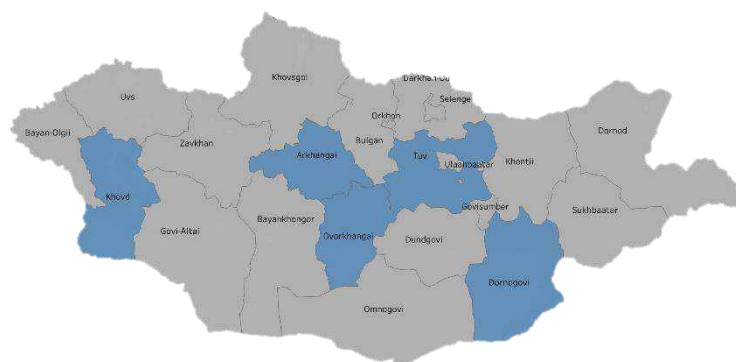 Khovsgol
Selenge
Uvs
Orkhon
Bayan-Olgii
Dornod
Zavkhan
Bulgan
Arkhangai
Tuv
Ulaanbaatar
Khentii
Khovd
Govisumber
Sukhbaatar
Bayankhongor
Govi-Altai
Ovorkhangai
Dundgovi
Dornogovi
Omnogovi